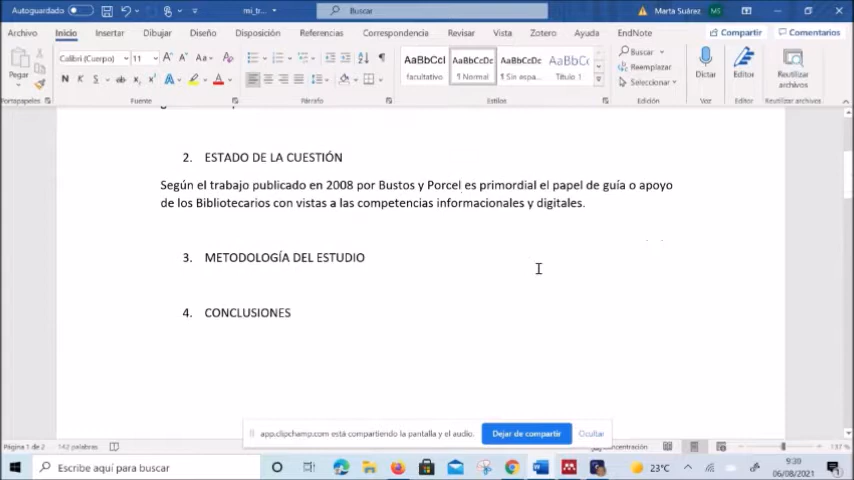 Autoguardado
mi_tr...
Buscar
Marta Suárez
MS
Archivo Inicio Insertar Dibujar Diseño Disposición Referencias Correspondencia Revisar Vista Zotero Ayuda EndNote
Compartir
Comentarios
Pegar
Portapapeles
Calibri (Cuerpo)
11
Fuente
Párrafo
AaBbCcI
facultativo
AaBbCcDc
¶ Normal
AaBbCcDc
¶ Sin espa...
AaBbCc
Título 1
Estilos
Buscar
Reemplazar
Seleccionar
Edición
Dictar
Voz
Editor
Editor
Reutilizar archivos
Reutilizar archivos
2. ESTADO DE LA CUESTIÓN
Según el trabajo publicado en 2008 por Bustos y Porcel es primordial el papel de guía o apoyo
de los Bibliotecarios con vistas a las competencias informacionales y digitales.
3. METODOLOGÍA DEL ESTUDIO
4. CONCLUSIONES
app.clipchamp.com está compartiendo la pantalla y el audio.
Dejar de compartir
Ocultar
Página 1 de 2
142 palabras
Concentración
137 %
Escribe aquí para buscar
23°C
9:39
06/08/2021